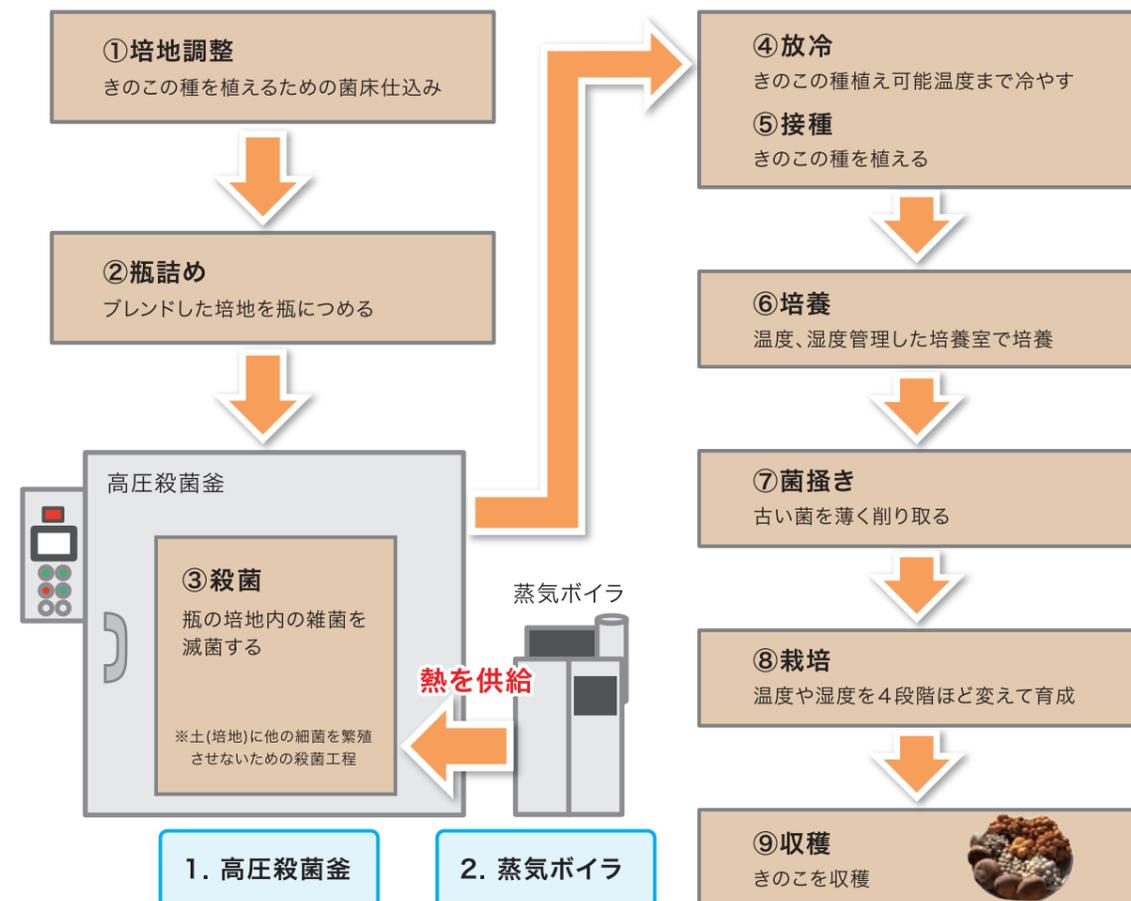 ①培地調整
きのこの種を植えるための菌床仕込み
②瓶詰め
ブレンドした培地を瓶につめる
高圧殺菌釜
③殺菌
瓶の培地内の雑菌を
滅菌する
※土(培地)に他の細菌を繁殖
させないための殺菌工程
蒸気ボイラ
熱を供給
1. 高圧殺菌釜
2. 蒸気ボイラ
④放冷
きのこの種植え可能温度まで冷やす
⑤接種
きのこの種を植える
⑥培養
温度、湿度管理した培養室で培養
⑦菌掻き
古い菌を薄く削り取る
⑧栽培
温度や湿度を4段階ほど変えて育成
⑨収穫
きのこを収穫